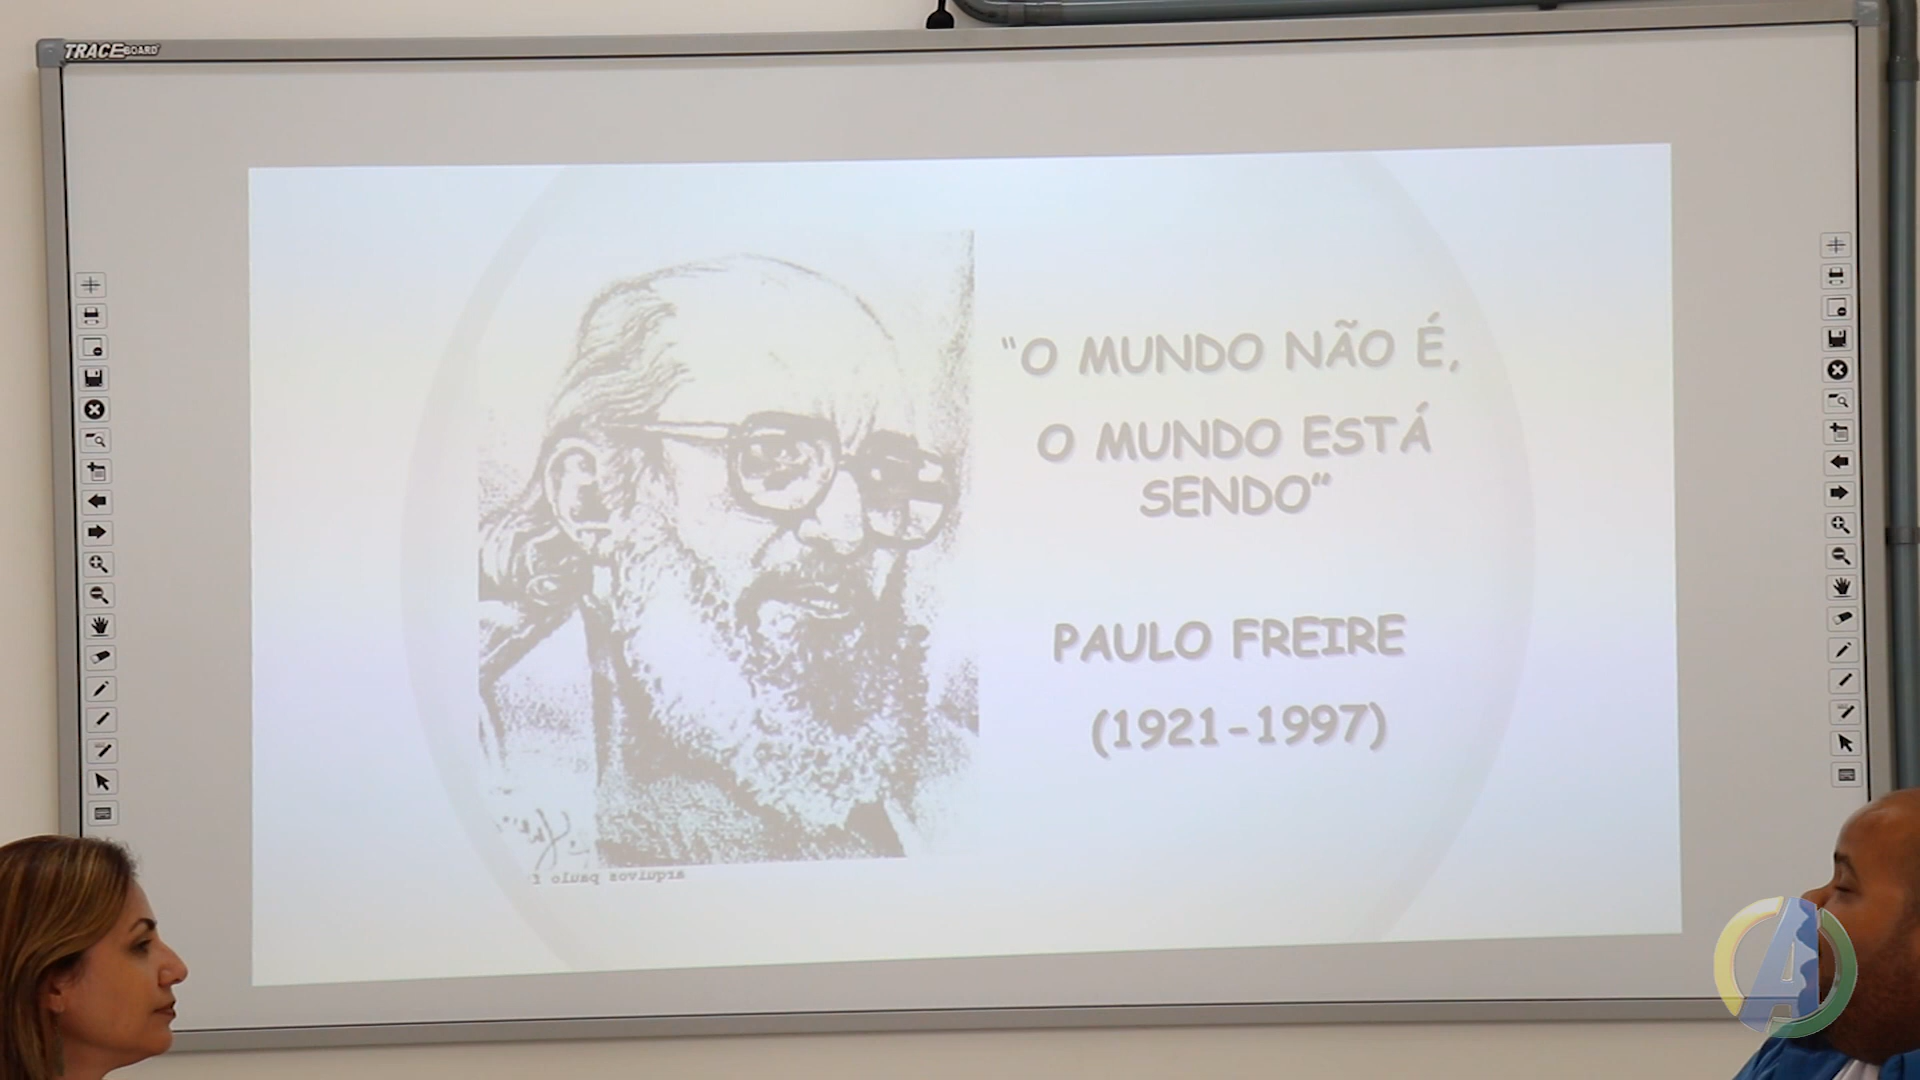 TRACEBOARD
“O MUNDO NÃO É,
O MUNDO ESTÁ
SENDO”
PAULO FREIRE
(1921-1997)
arquivos paulo f